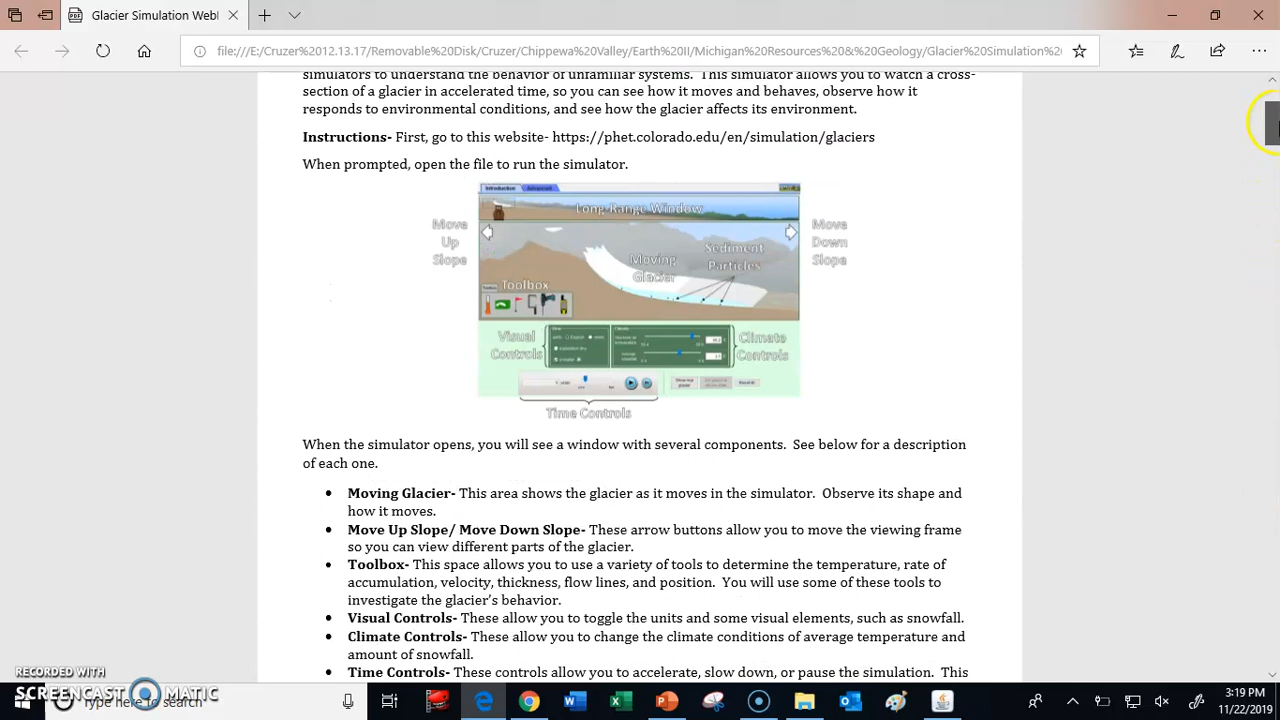 Glacier Simulation Webl
file:///E:/Cruzer%2012.13.17/Removable%20Disk/Cruzer/Chippewa%20Valley/Earth%20II/Michigan%20Resources%20&%20Geology/Glacier%20Simulation%
simulators to understand the behavior of unfamiliar systems. This simulator allows you to watch a cross-
section of a glacier in accelerated time, so you can see how it moves and behaves, observe how it
responds to environmental conditions, and see how the glacier affects its environment.
Instructions- First, go to this website- https://phet.colorado.edu/en/simulation/glaciers
When prompted, open the file to run the simulator.
Introduction
Advanced
Long-Range Window
Move
Up
Slope
Move
Down
Slope
Sediment
Particles
Moving
Glacier
Toolbox
Visual
Controls
Climate
Controls
Time Controls
When the simulator opens, you will see a window with several components. See below for a description
of each one.
• Moving Glacier- This area shows the glacier as it moves in the simulator. Observe its shape and
how it moves.
• Move Up Slope/ Move Down Slope- These arrow buttons allow you to move the viewing frame
so you can view different parts of the glacier.
• Toolbox- This space allows you to use a variety of tools to determine the temperature, rate of
accumulation, velocity, thickness, flow lines, and position. You will use some of these tools to
investigate the glacier's behavior.
• Visual Controls- These allow you to toggle the units and some visual elements, such as snowfall.
• Climate Controls- These allow you to change the climate conditions of average temperature and
amount of snowfall.
• Time Controls- These controls allow you to accelerate, slow down, or pause the simulation. This
RECORDED WITH
SCREENCAST MATIC
Type here to search
3:19 PM
11/22/2019